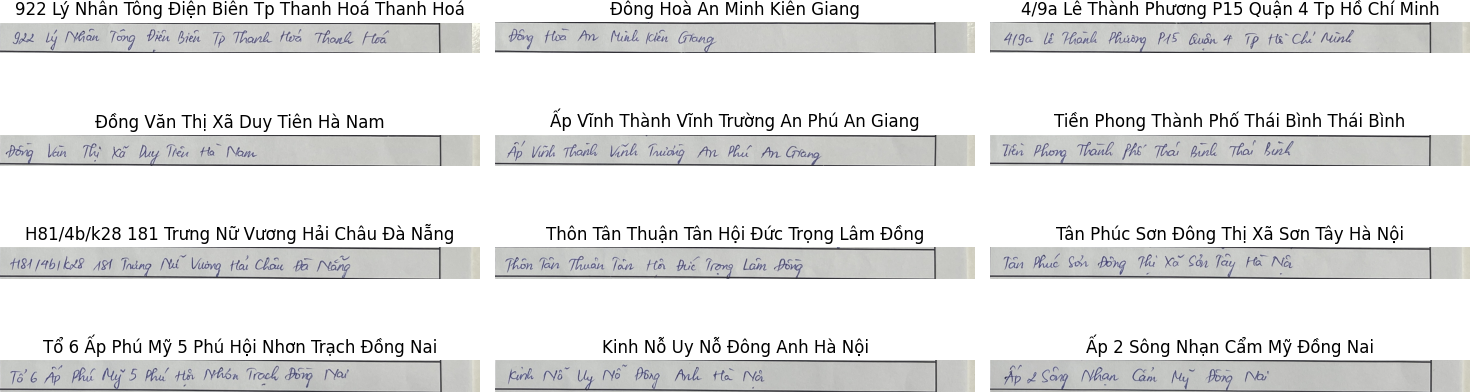 922 Lý Nhân Tông Điện Biên Tp Thanh Hoá Thanh Hoá
Đông Hoà An Minh Kiên Giang
4/9a Lê Thành Phương P15 Quận 4 Tp Hồ Chí Minh
922 Lý Nhân Tông Điện Biên Tp Thanh Hoá Thanh Hoá
Đông Hoà An Minh Kiên Giang
4/9a Lê Thành Phương P15 Quận 4 TP Hồ Chí Minh
Đồng Văn Thị Xã Duy Tiên Hà Nam
Ấp Vĩnh Thành Vĩnh Trường An Phú An Giang
Tiền Phong Thành Phố Thái Bình Thái Bình
Đồng Văn Thị Xã Duy Tiên Hà Nam
Ấp Vĩnh Thành Vĩnh Trường An Phú An Giang
Tiền Phong Thành Phố Thái Bình Thái Bình
H81/4b/k28 181 Trưng Nữ Vương Hải Châu Đà Nẵng
Thôn Tân Thuận Tân Hội Đức Trọng Lâm Đồng
Tân Phúc Sơn Đông Thị Xã Sơn Tây Hà Nội
H81/4b/k28 181 Trưng Nữ Vương Hải Châu Đà Nẵng
Thôn Tân Thuận Tân Hội Đức Trọng Lâm Đồng
Tân Phúc Sơn Đông Thị Xã Sơn Tây Hà Nội
Tổ 6 Ấp Phú Mỹ 5 Phú Hội Nhơn Trạch Đồng Nai
Kinh Nỗ Uy Nỗ Đông Anh Hà Nội
Ấp 2 Sông Nhạn Cẩm Mỹ Đồng Nai
Tổ 6 Ấp Phú Mỹ 5 Phú Hội Nhơn Trạch Đồng Nai
Kinh Nỗ Uy Nỗ Đông Anh Hà Nội
Ấp 2 Sông Nhạn Cẩm Mỹ Đồng Nai